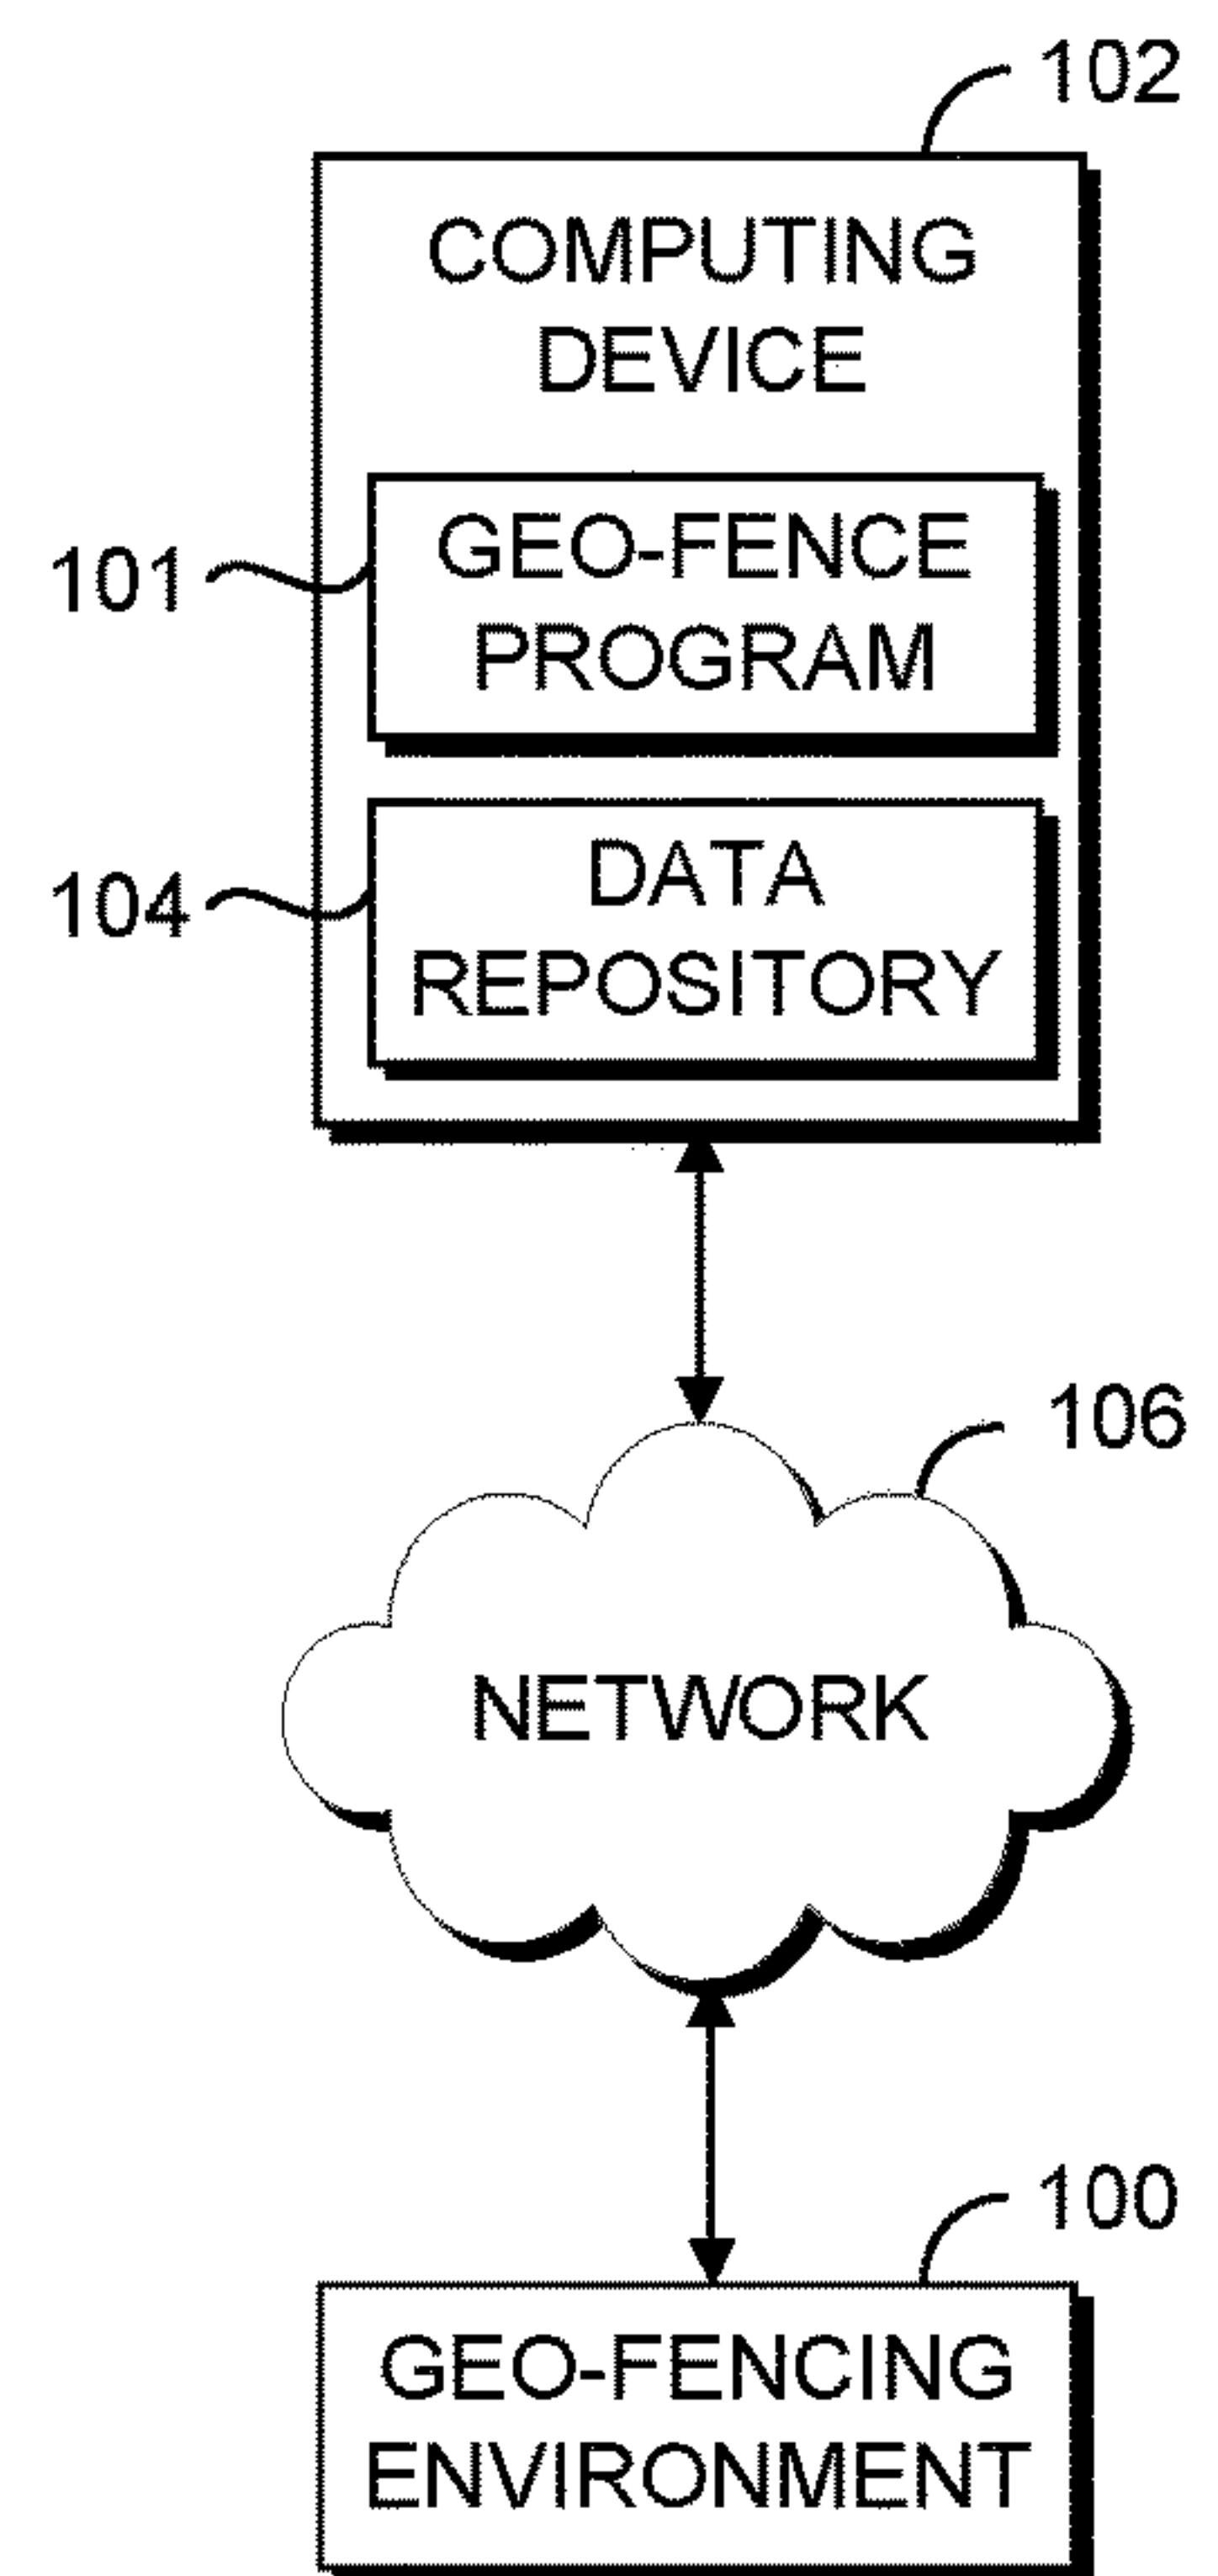 102
COMPUTING
DEVICE
101
GEO-FENCE
PROGRAM
104
DATA
REPOSITORY
106
NETWORK
100
GEO-FENCING
ENVIRONMENT